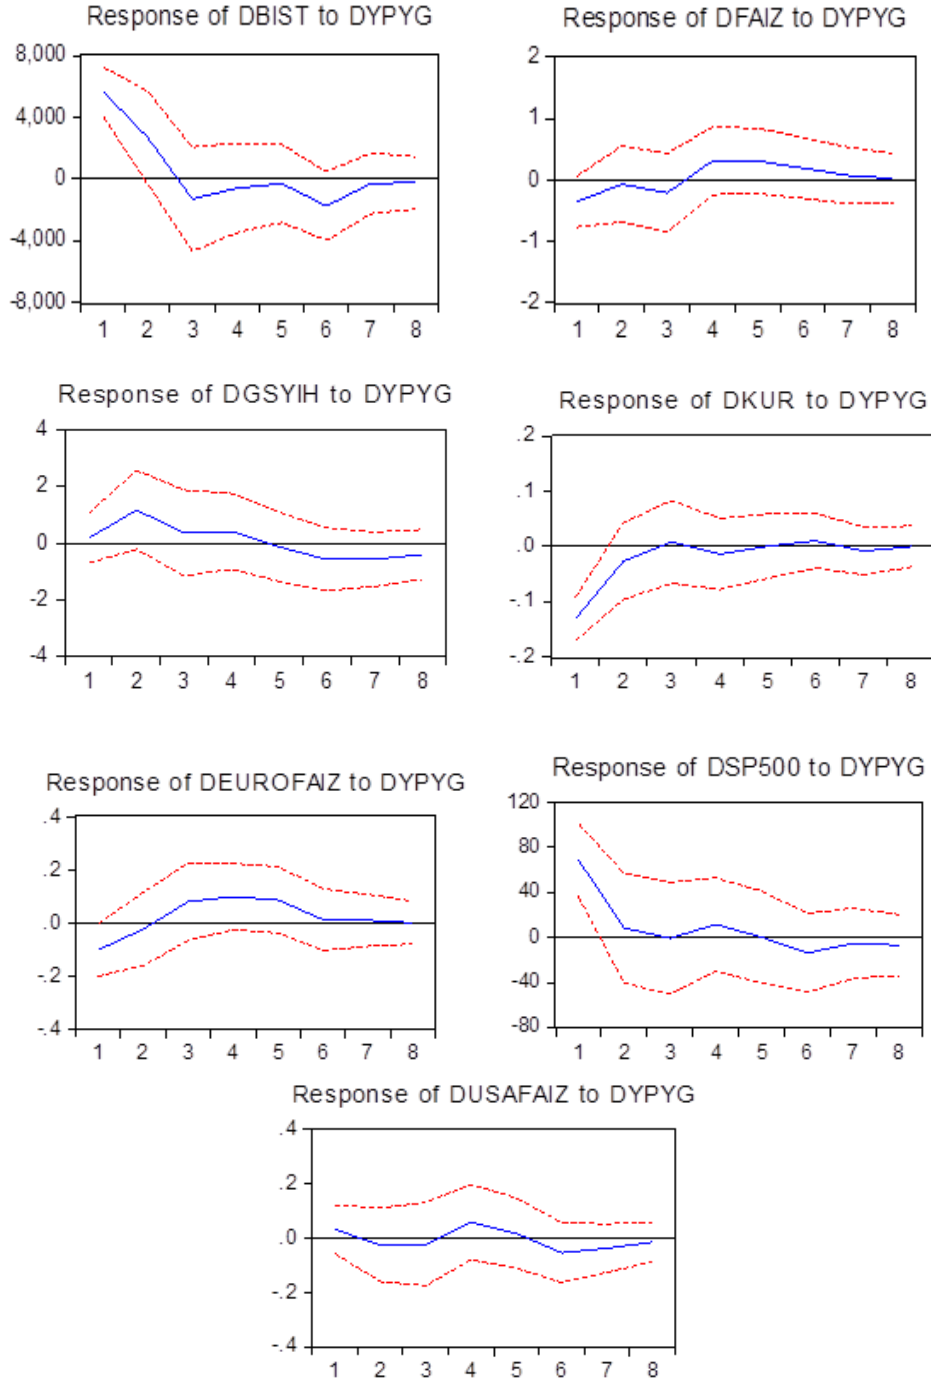 Response of DBIST to DYPYG
8,000
4,000
0
-4,000
-8,000
1 2 3 4 5 6 7 8
Response of DFAIZ to DYPYG
2
1
0
-1
-2
1 2 3 4 5 6 7 8
Response of DGSYIH to DYPYG
4
2
0
-2
-4
1 2 3 4 5 6 7 8
Response of DKUR to DYPYG
.2
.1
.0
-.1
-.2
1 2 3 4 5 6 7 8
Response of DEUROFAIZ to DYPYG
.4
.2
.0
-.2
-.4
1 2 3 4 5 6 7 8
Response of DSP500 to DYPYG
120
80
40
0
-40
-80
1 2 3 4 5 6 7 8
Response of DUSAFAIZ to DYPYG
.4
.2
.0
-.2
-.4
1 2 3 4 5 6 7 8